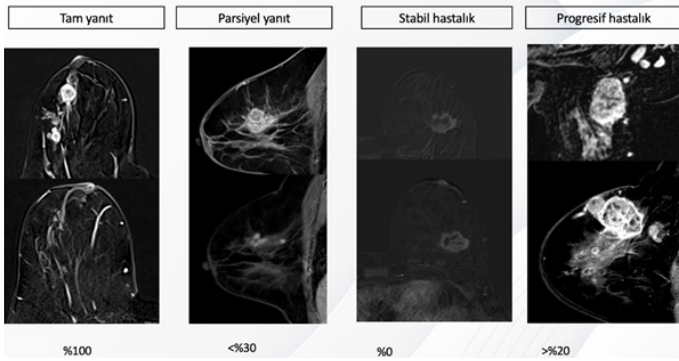 Tam yanıt
Parsiyel yanıt
Stabil hastalık
Progresif hastalık
%100
<%30
%0
>%20